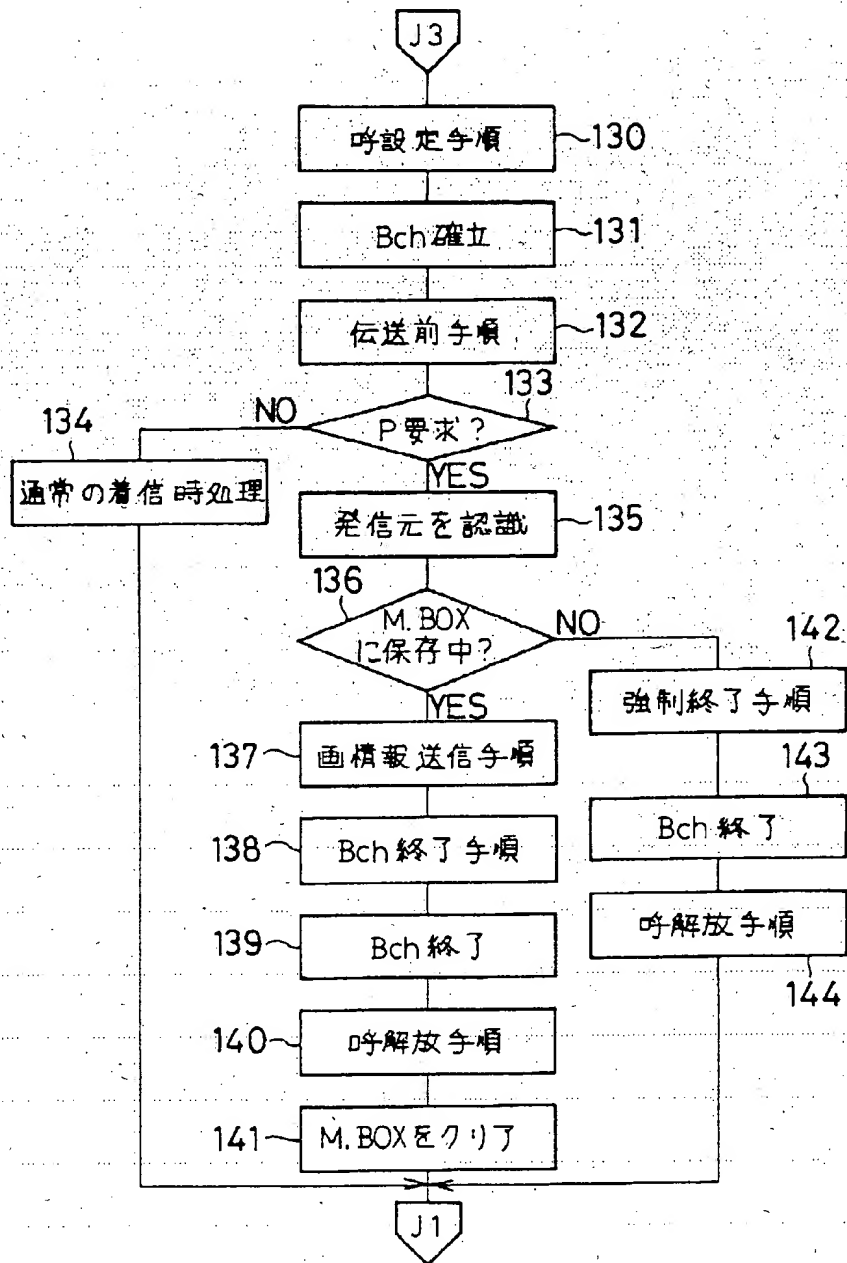 J3
呼設定手順
130
Bch確立
131
伝送前手順
132
133
P要求?
NO
YES
134
通常の着信時処理
発信元を認識
135
136
M.BOX
に保存中?
NO
YES
142
強制終了手順
137
画情報送信手順
143
Bch終了
138
Bch終了手順
139
Bch終了
呼解放手順
144
140
呼解放手順
141
M.BOXをクリア
J1